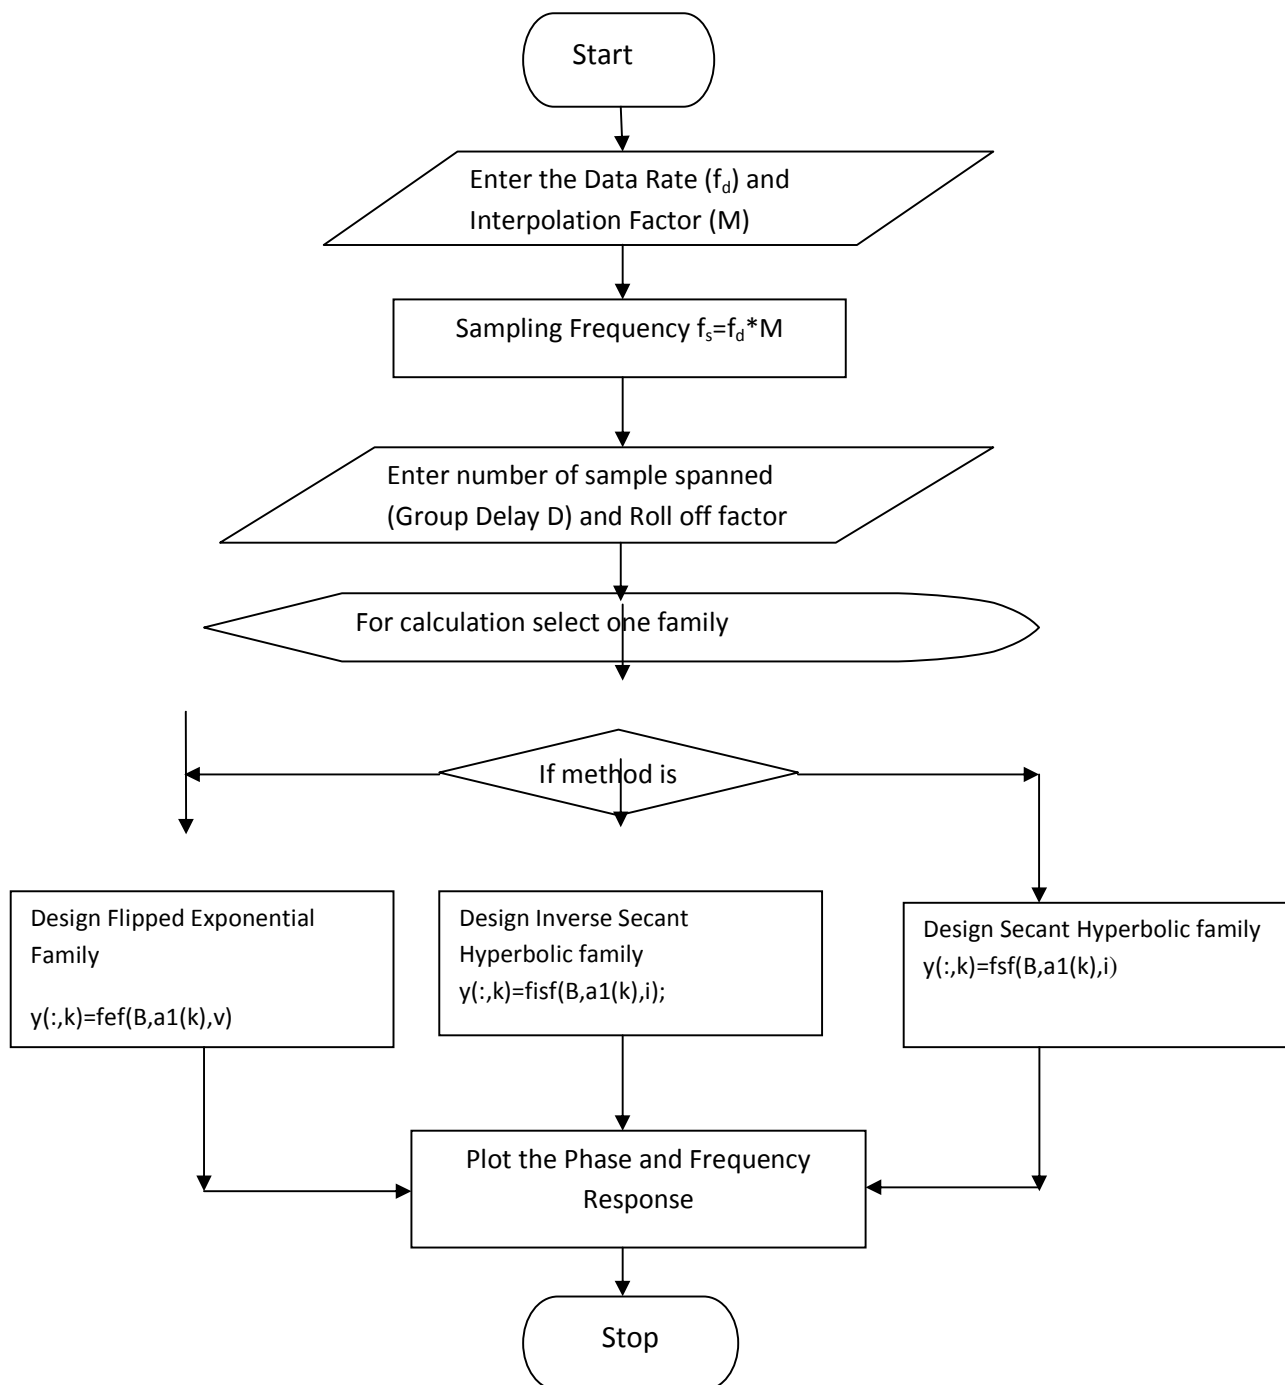 Start
Enter the Data Rate (fd) and
Interpolation Factor (M)
Sampling Frequency fs=fd*M
Enter number of sample spanned
(Group Delay D) and Roll off factor
For calculation select one family
If method is
Design Flipped Exponential
Family
y(:,k)=fef(B,a1(k),v)
Design Inverse Secant
Hyperbolic family
y(:,k)=fisf(B,a1(k),i);
Design Secant Hyperbolic family
y(:,k)=fsf(B,a1(k),i)
Plot the Phase and Frequency
Response
Stop